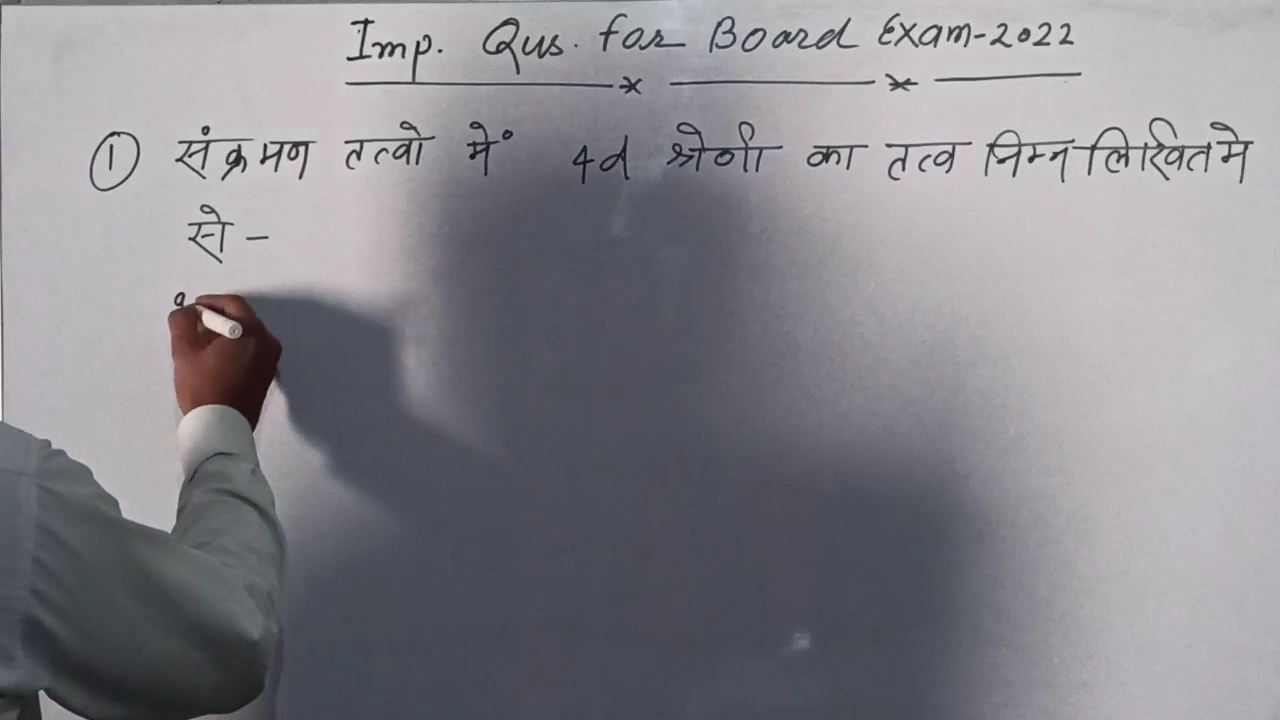 Imp. Qus. for Board Exam-2022
① संक्रमण तत्वो में 4d श्रेणी का तत्व निम्नलिखित मे
से -
a